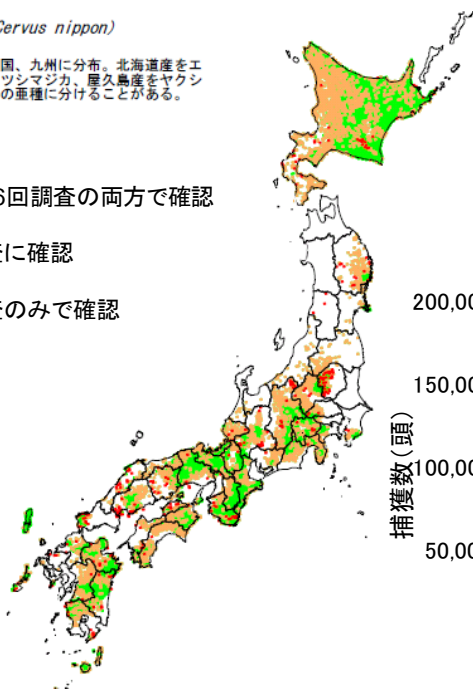 Cervus nippon)
国、九州に分布。北海道産をエ
ツシマジカ、屋久島産をヤクシ
の亜種に分けることがある。
6回調査の両方で確認
に確認
のみで確認
200,00
150,00
100,00
50,00
捕獲数(頭)